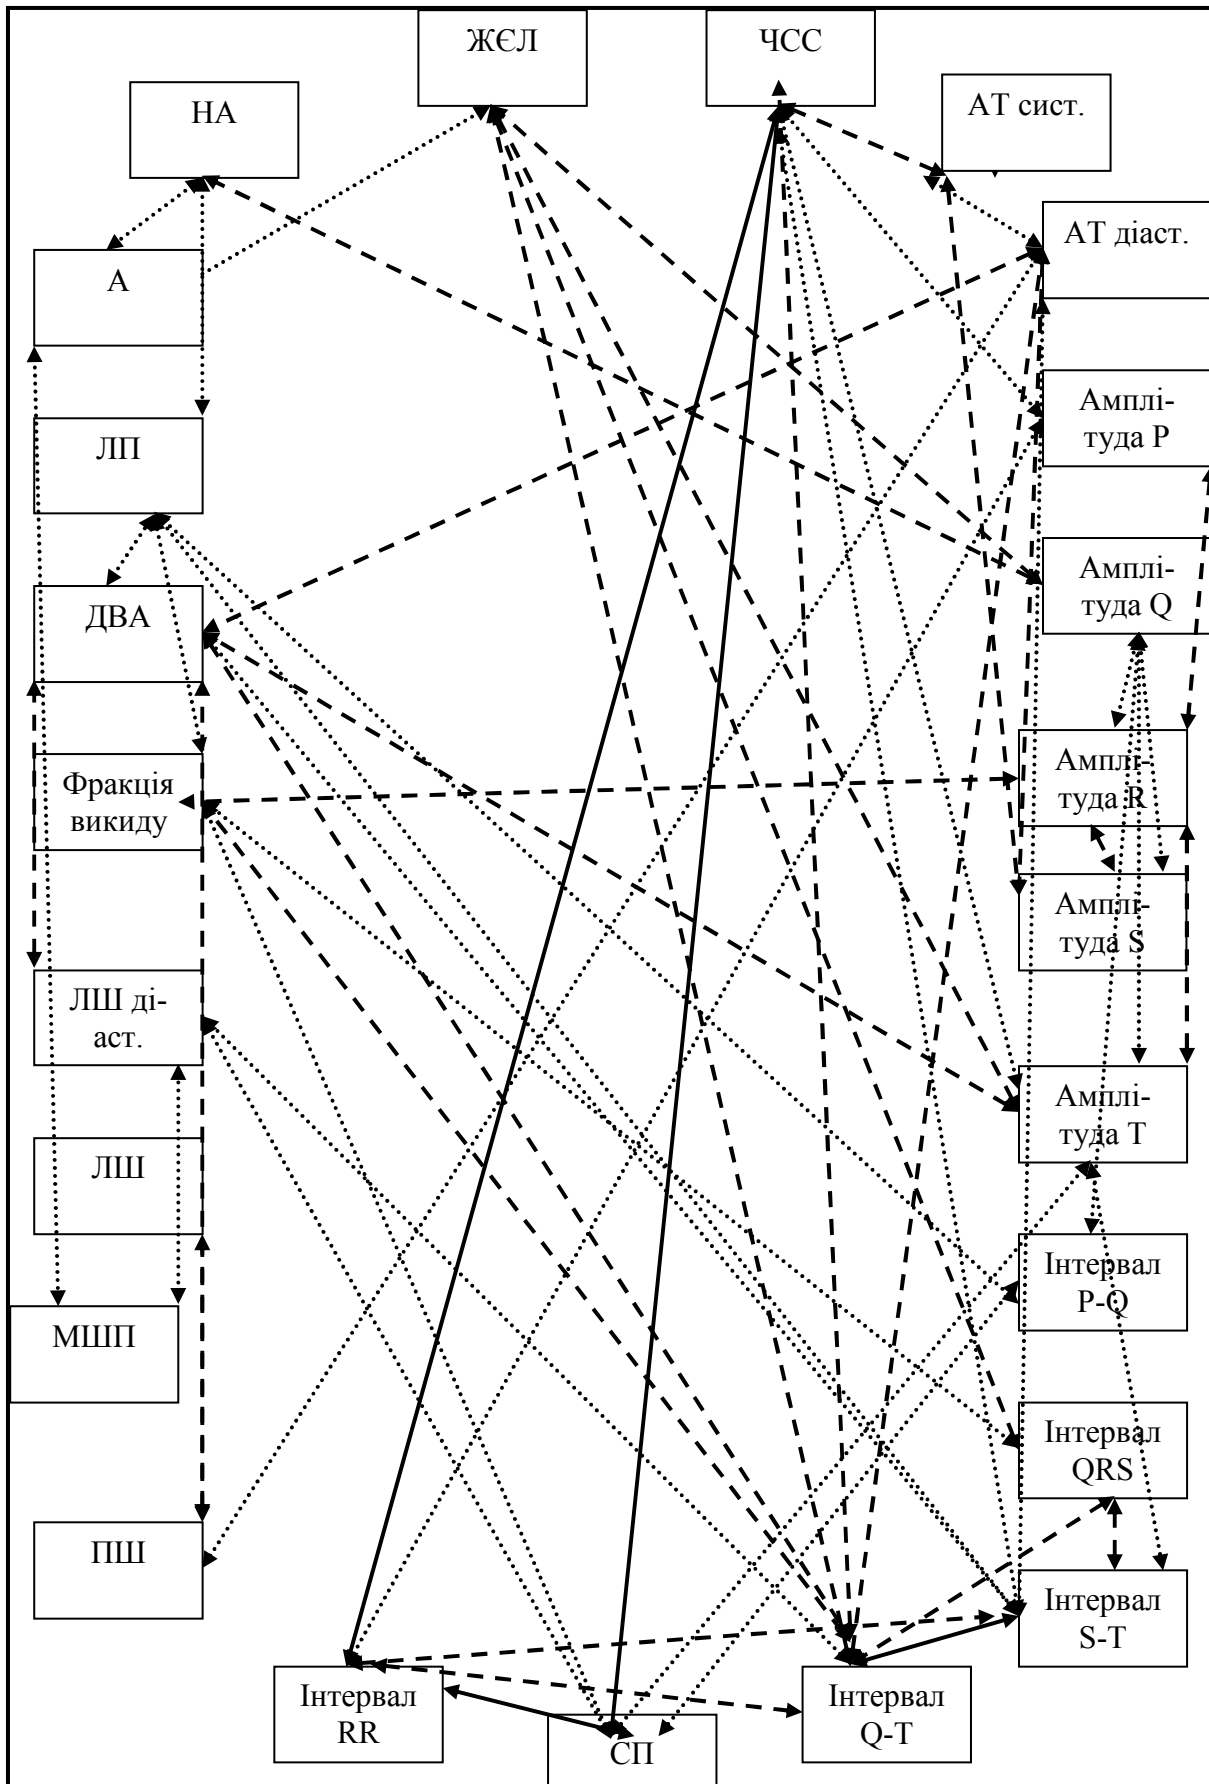 ЖЄЛ
ЧСС
АТ сист.
НА
АТ діаст.
А
Амплі-
туда P
ЛП
Амплі-
туда Q
ДВА
Амплі-
туда R
Фракція
викиду
Амплі-
туда S
ЛШ ді-
аст.
Амплі-
туда T
ЛШ
Інтервал
P-Q
МШП
Інтервал
QRS
ПШ
Інтервал
S-T
Інтервал
RR
СП
Інтервал
Q-T